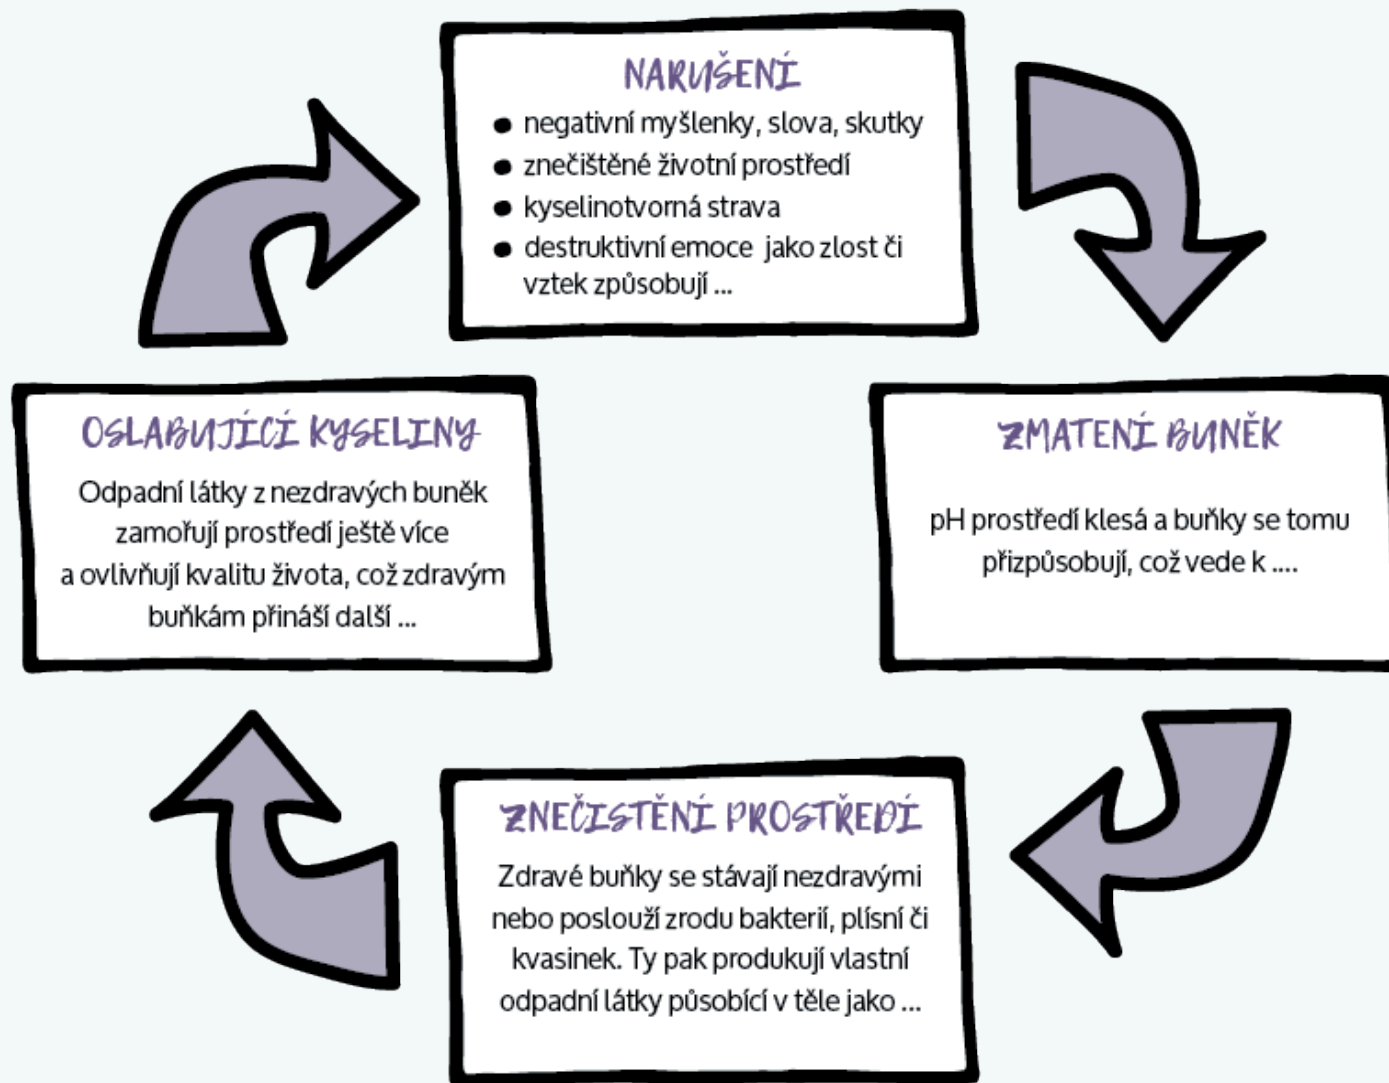 NARUŠENÍ
● negativní myšlenky, slova, skutky
● znečištěné životní prostředí
● kyselinotvorná strava
● destruktivní emoce jako zlost či
vztek způsobují ...
OSLABUJÍCÍ KYSELINY
Odpadní látky z nezdravých buněk
zamořují prostředí ještě více
a ovlivňují kvalitu života, což zdravým
buňkám přináší další ...
ZMATENÍ BUNĚK
pH prostředí klesá a buňky se tomu
přizpůsobují, což vede k ....
ZNEČISTĚNÍ PROSTŘEDÍ
Zdravé buňky se stávají nezdravými
nebo poslouží zrodu bakterií, plísní či
kvasinek. Ty pak produkují vlastní
odpadní látky působící v těle jako ...